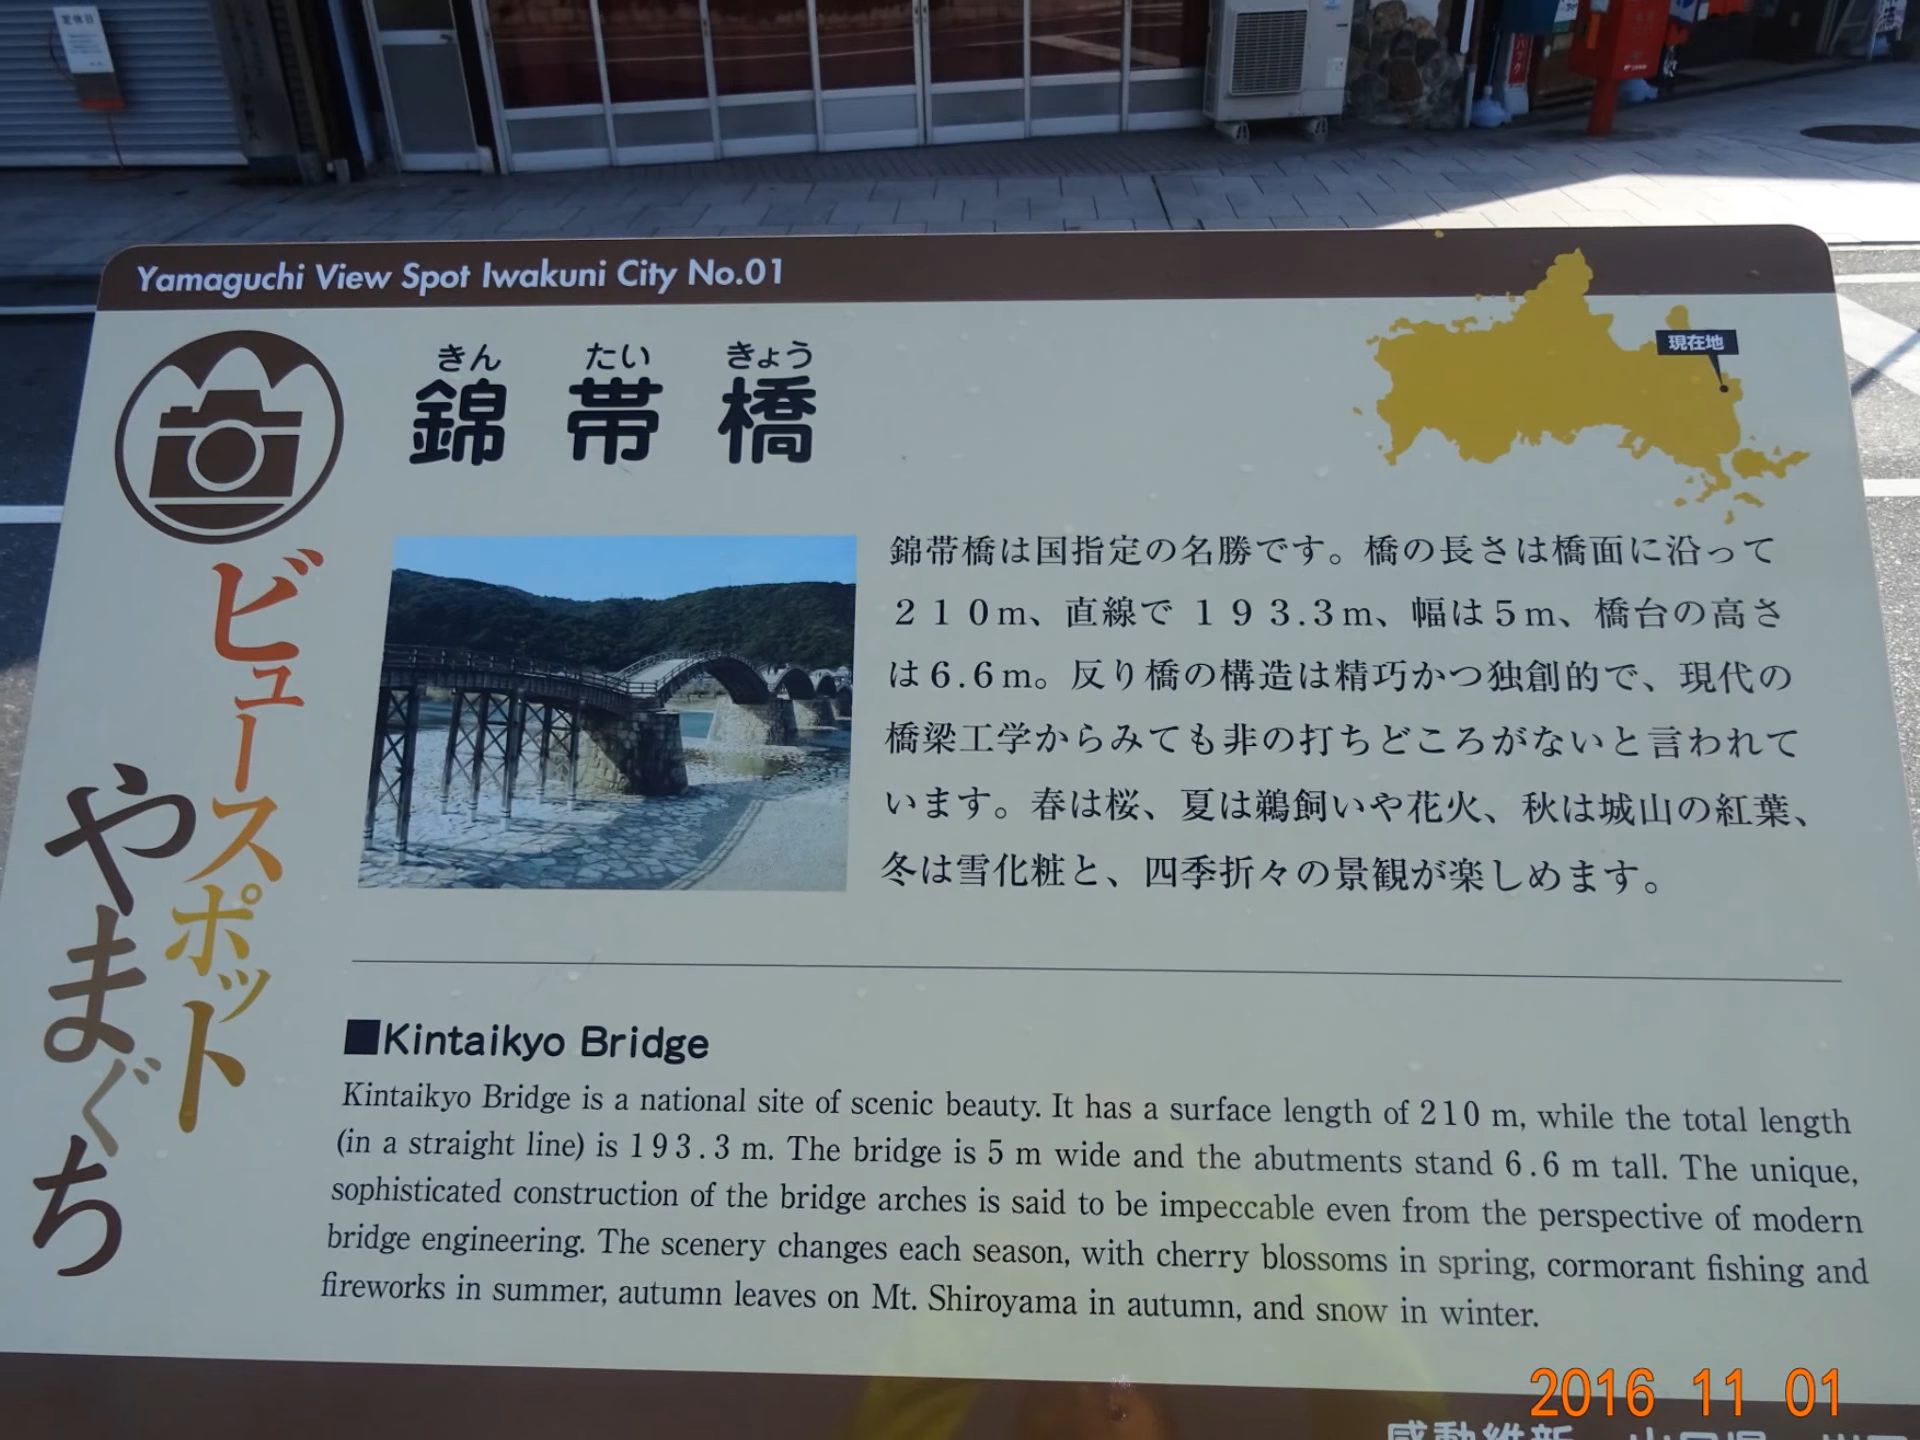 定休日
Yamaguchi View Spot Iwakuni City No.01
現在地
きん たい きょう
錦帯橋
ビュースポット
やまぐち
錦帯橋は国指定の名勝です。橋の長さは橋面に沿って
２１０m、直線で１９３.３m、幅は５m、橋台の高さ
は６.６m。反り橋の構造は精巧かつ独創的で、現代の
橋梁工学からみても非の打ちどころがないと言われて
います。春は桜、夏は鵜飼いや花火、秋は城山の紅葉、
冬は雪化粧と、四季折々の景観が楽しめます。
■Kintaikyo Bridge
Kintaikyo Bridge is a national site of scenic beauty. It has a surface length of 210 m, while the total length
(in a straight line) is 193.3 m. The bridge is 5 m wide and the abutments stand 6.6 m tall. The unique,
sophisticated construction of the bridge arches is said to be impeccable even from the perspective of modern
bridge engineering. The scenery changes each season, with cherry blossoms in spring, cormorant fishing and
fireworks in summer, autumn leaves on Mt. Shiroyama in autumn, and snow in winter.
2016 11 01
感動維新